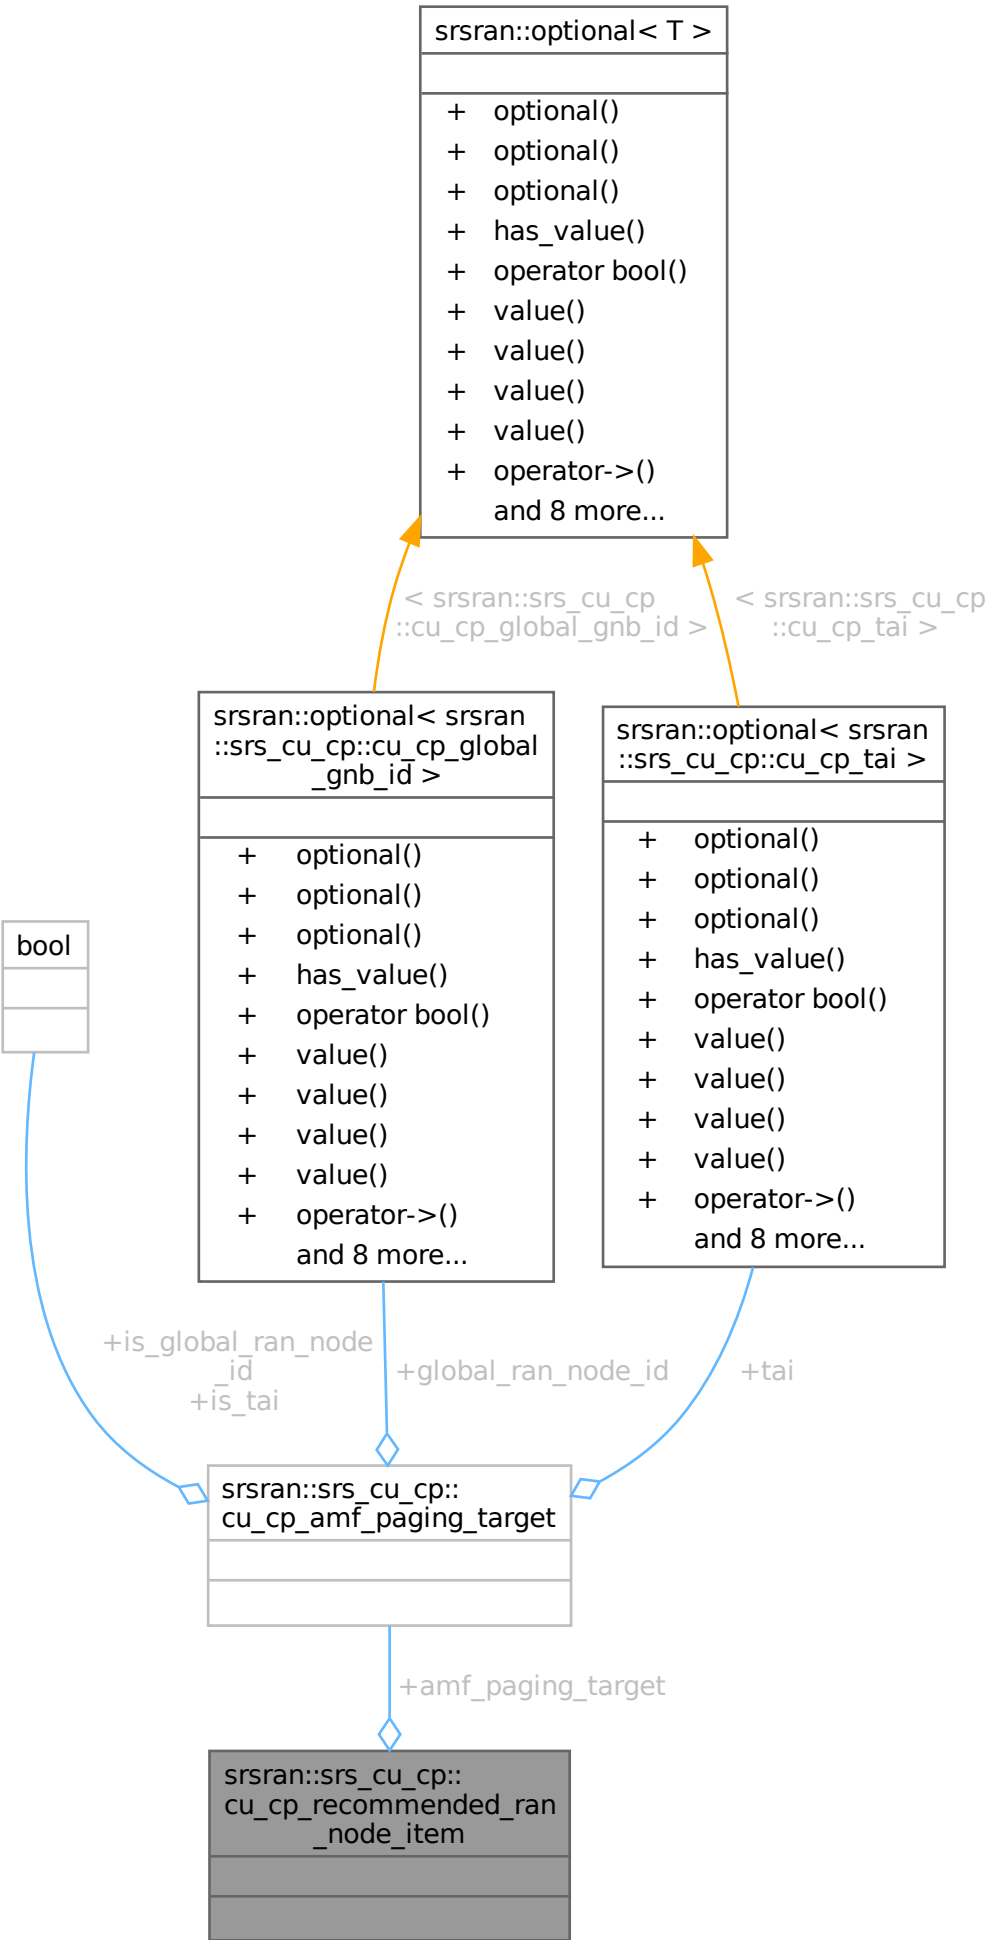 srsran::optional< T >
+ optional()
+ optional()
+ optional()
+ has_value()
+ operator bool()
+ value()
+ value()
+ value()
+ value()
+ operator->()
and 8 more...
< srsran::srs_cu_cp
::cu_cp_global_gnb_id >
< srsran::srs_cu_cp
::cu_cp_tai >
srsran::optional< srsran
::srs_cu_cp::cu_cp_global
_gnb_id >
+ optional()
+ optional()
+ optional()
+ has_value()
+ operator bool()
+ value()
+ value()
+ value()
+ value()
+ operator->()
and 8 more...
srsran::optional< srsran
::srs_cu_cp::cu_cp_tai >
+ optional()
+ optional()
+ optional()
+ has_value()
+ operator bool()
+ value()
+ value()
+ value()
+ value()
+ operator->()
and 8 more...
bool
+is_global_ran_node
_id
+is_tai
+global_ran_node_id
+tai
srsran::srs_cu_cp::
cu_cp_amf_paging_target
+amf_paging_target
srsran::srs_cu_cp::
cu_cp_recommended_ran
_node_item